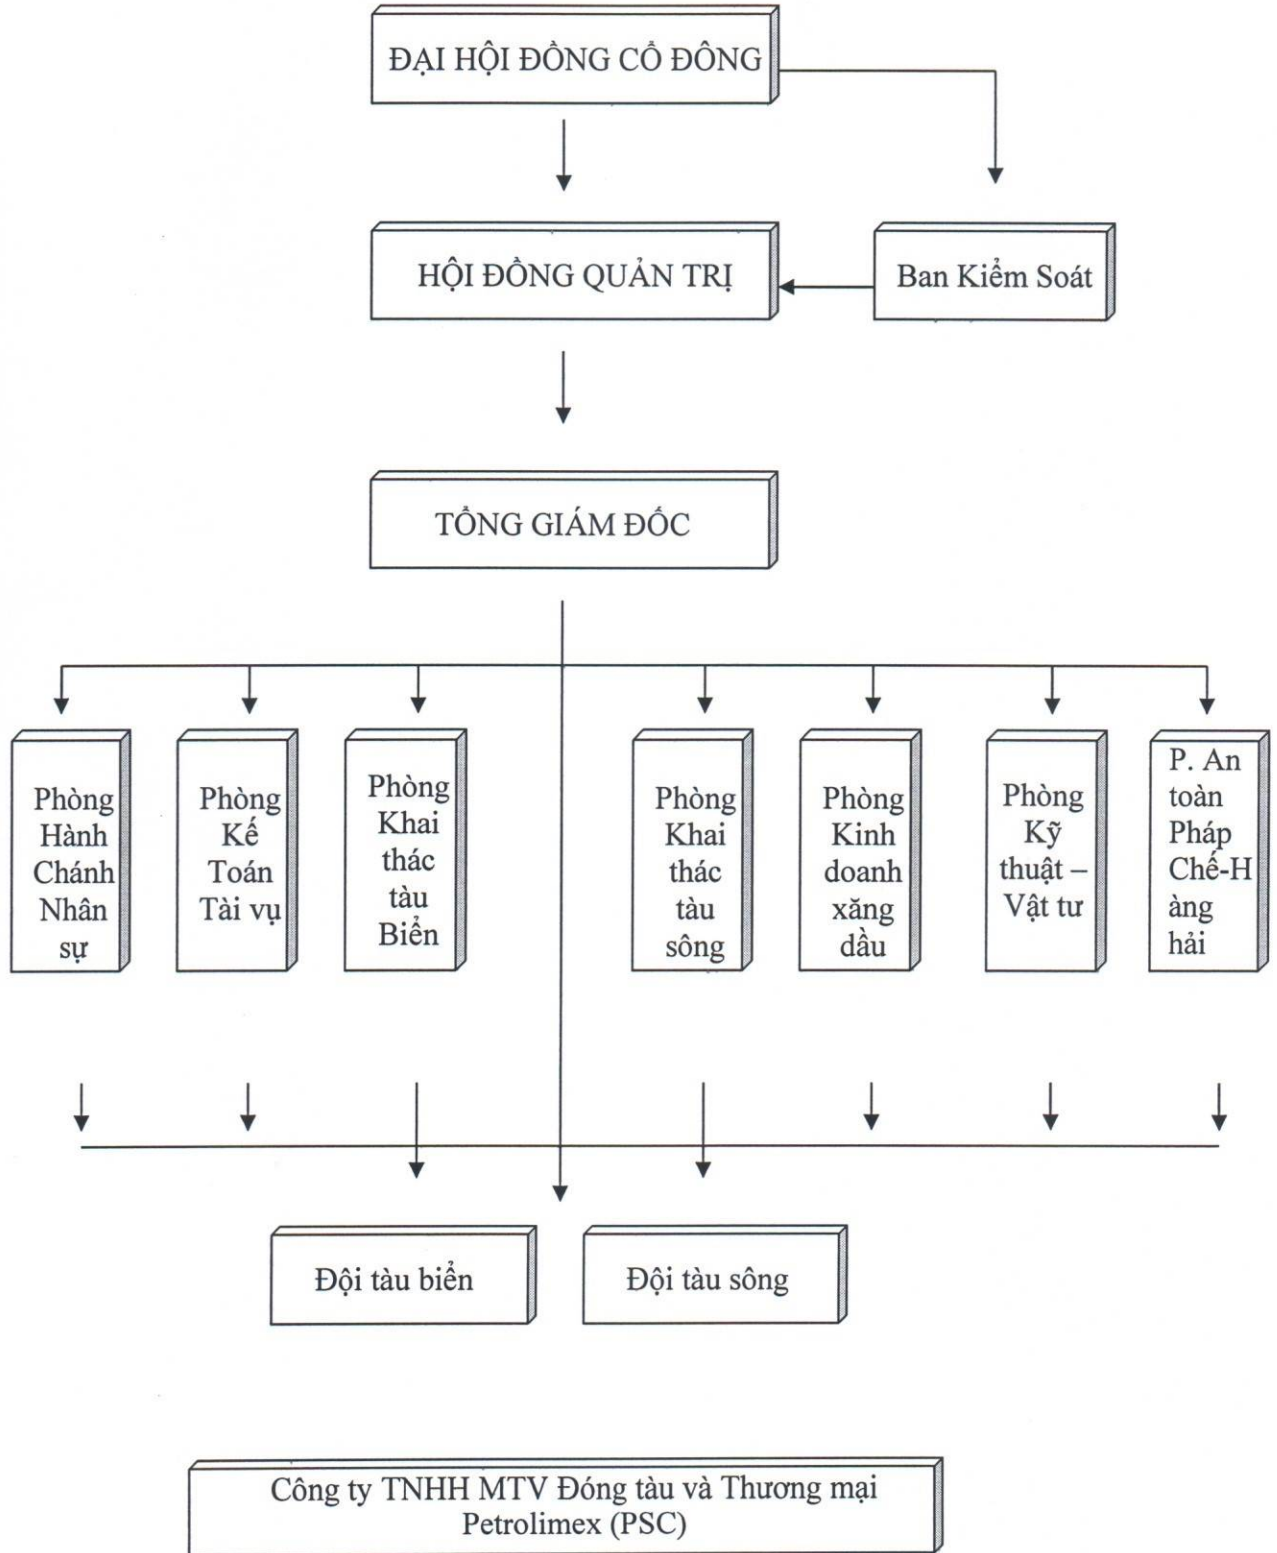 ĐẠI HỘI ĐỒNG CỔ ĐÔNG
HỘI ĐỒNG QUẢN TRỊ
Ban Kiểm Soát
TỔNG GIÁM ĐỐC
Phòng
Hành
Chánh
Nhân
sự
Phòng
Kế
Toán
Tài vụ
Phòng
Khai
thác
tàu
Biển
Phòng
Khai
thác
tàu
sông
Phòng
Kinh
doanh
xăng
dầu
Phòng
Kỹ
thuật –
Vật tư
P. An
toàn
Pháp
Chế-H
àng
hải
Đội tàu biển
Đội tàu sông
Công ty TNHH MTV Đóng tàu và Thương mại
Petrolimex (PSC)